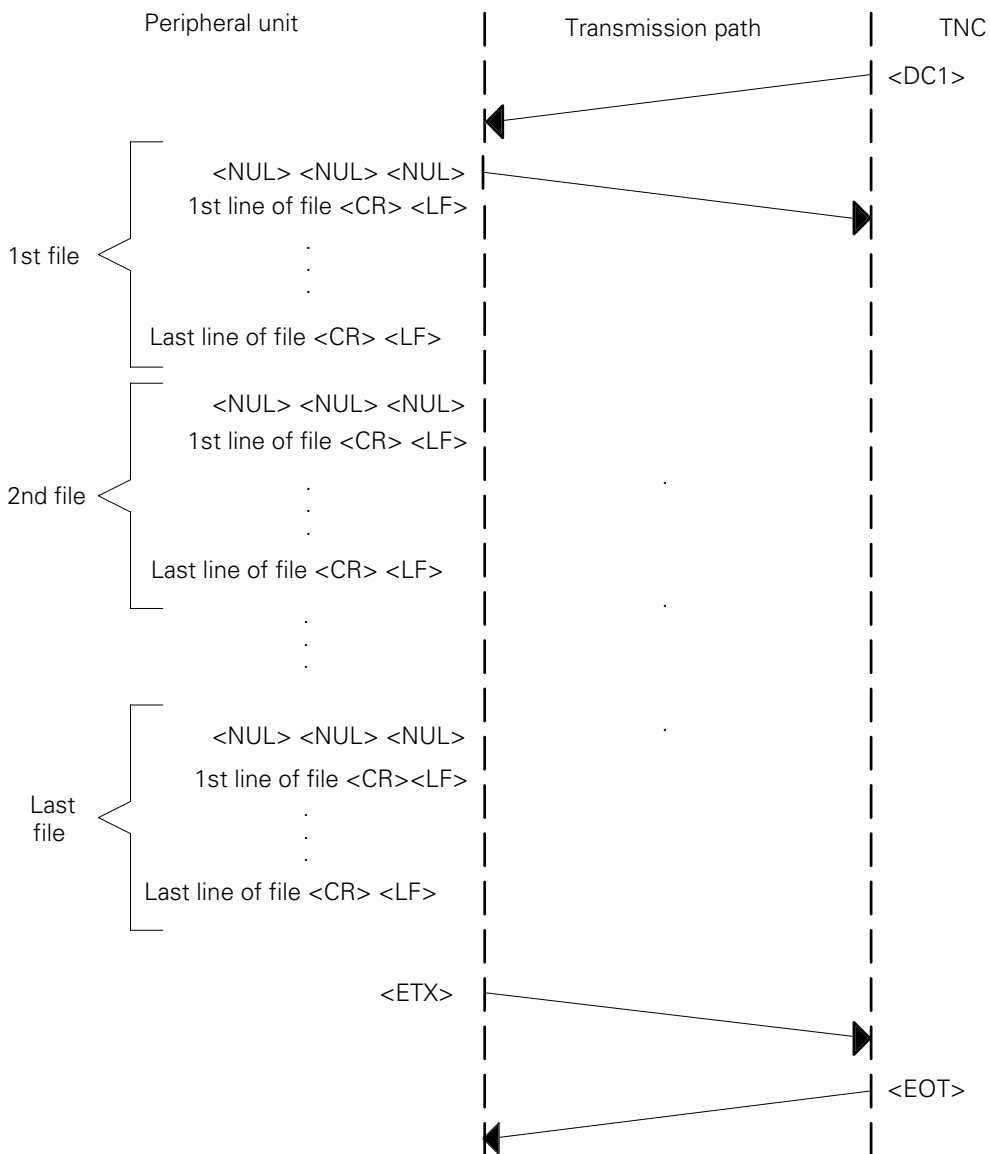 Peripheral unit
Transmission path
TNC
<DC1>
<NUL> <NUL> <NUL>
1st line of file <CR> <LF>
.
.
.
1st file
Last line of file <CR> <LF>
<NUL> <NUL> <NUL>
1st line of file <CR> <LF>
.
.
.
.
2nd file
Last line of file <CR> <LF>
.
.
.
.
<NUL> <NUL> <NUL>
.
1st line of file <CR><LF>
.
.
.
Last
file
Last line of file <CR> <LF>
<ETX>
<EOT>